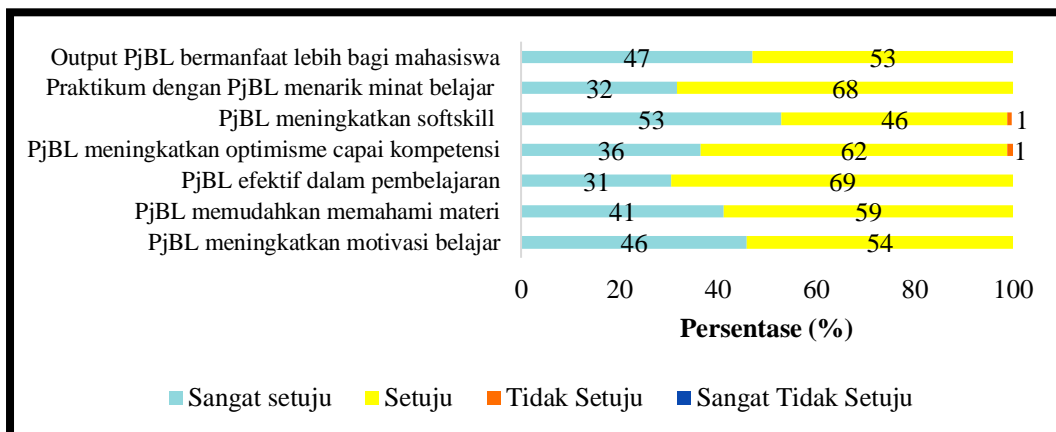 Output PjBL bermanfaat lebih bagi mahasiswa 47 53
Praktikum dengan PjBL menarik minat belajar 32 68
PjBL meningkatkan softskill 53 46 1
PjBL meningkatkan optimisme capai kompetensi 36 62 1
PjBL efektif dalam pembelajaran 31 69
PjBL memudahkan memahami materi 41 59
PjBL meningkatkan motivasi belajar 46 54
0 20 40 60 80 100
Persentase (%)
Sangat setuju Setuju Tidak Setuju Sangat Tidak Setuju